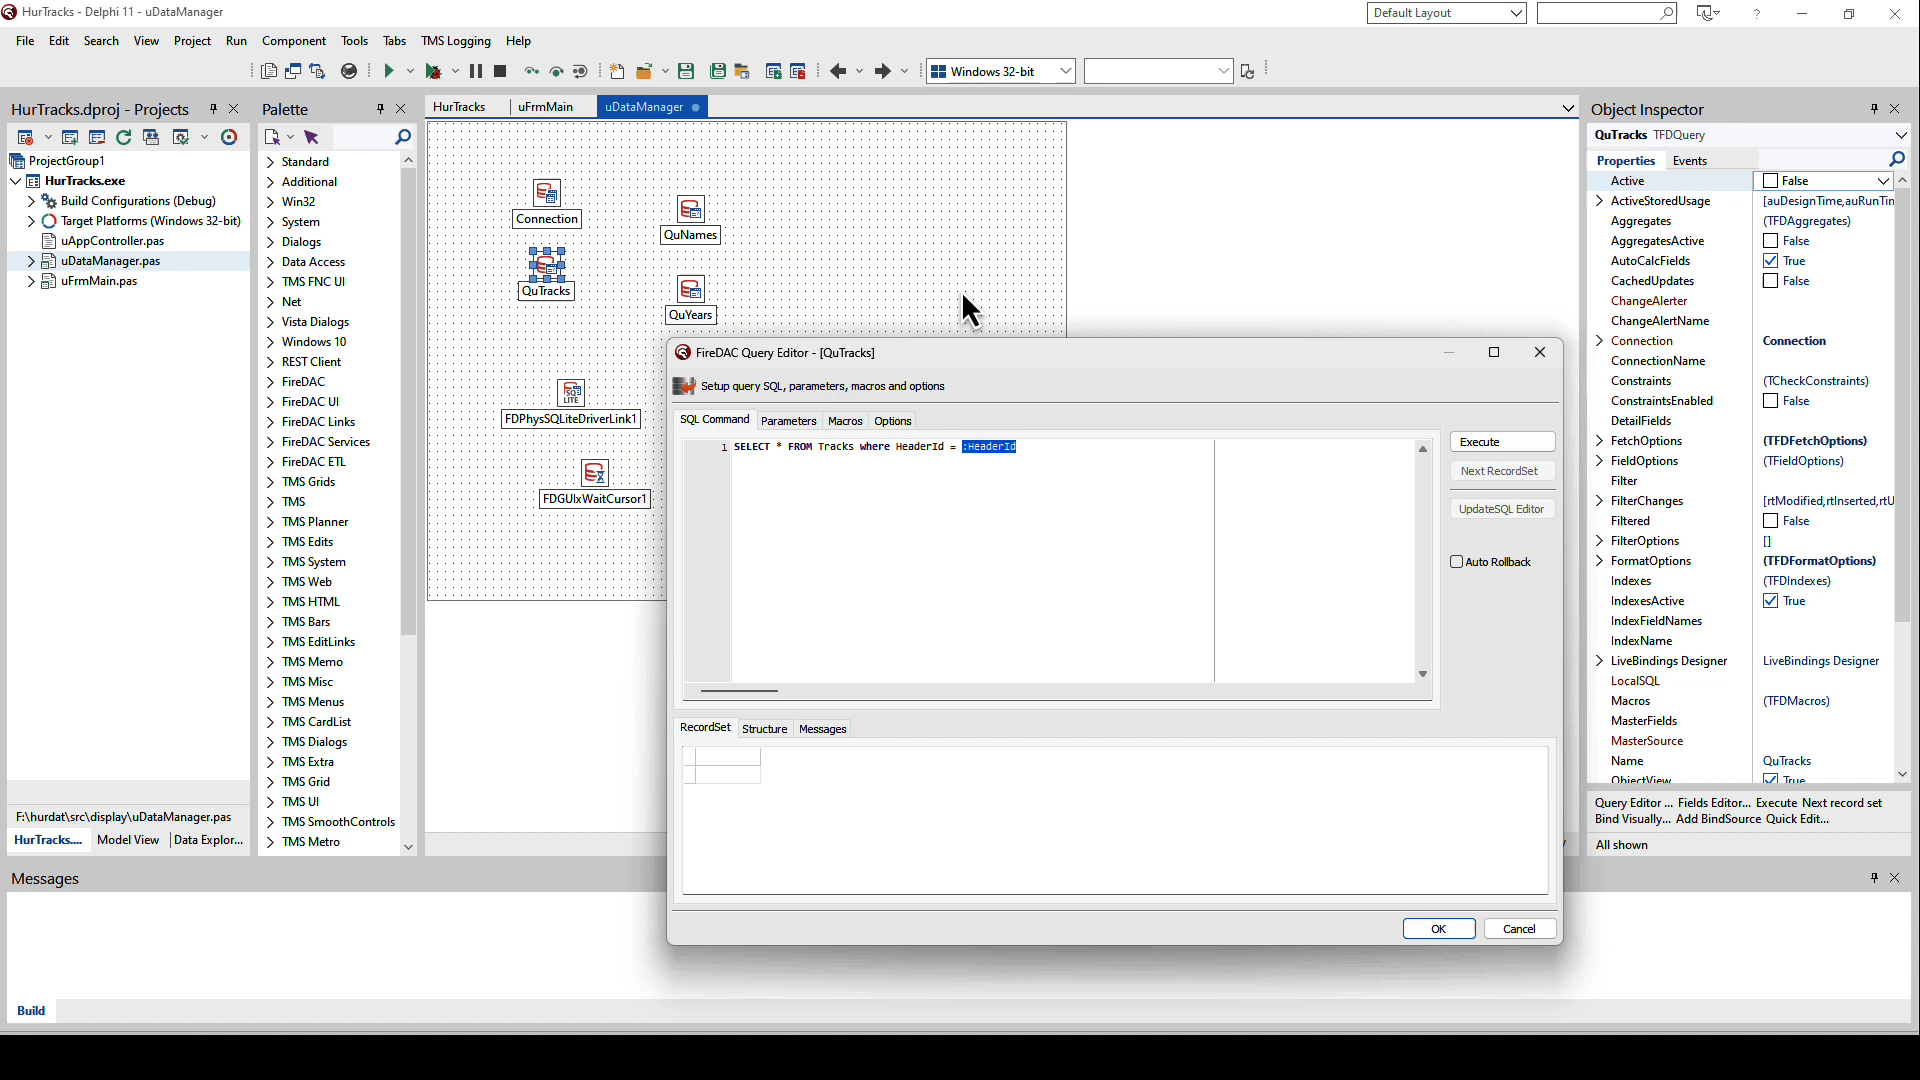 HurTracks - Delphi 11 - uDataManager
Default Layout
?
File Edit Search View Project Run Component Tools Tabs TMS Logging Help
Windows 32-bit
HurTracks.dproj - Projects
ProjectGroup1
HurTracks.exe
Build Configurations (Debug)
Target Platforms (Windows 32-bit)
uAppController.pas
uDataManager.pas
uFrmMain.pas
F:\hurdat\src\display\uDataManager.pas
HurTracks.... Model View Data Explor...
Palette
Standard
Additional
Win32
System
Dialogs
Data Access
TMS FNC UI
Net
Vista Dialogs
Windows 10
REST Client
FireDAC
FireDAC UI
FireDAC Links
FireDAC Services
FireDAC ETL
TMS Grids
TMS
TMS Planner
TMS Edits
TMS System
TMS Web
TMS HTML
TMS Bars
TMS EditLinks
TMS Memo
TMS Misc
TMS Menus
TMS CardList
TMS Dialogs
TMS Extra
TMS Grid
TMS UI
TMS SmoothControls
TMS Metro
HurTracks uFrmMain uDataManager
Connection
QuNames
QuTracks
QuYears
SQ
LITE
FDPhysSQLiteDriverLink1
FDGUIxWaitCursor1
FireDAC Query Editor - [QuTracks]
Setup query SQL, parameters, macros and options
SQL Command Parameters Macros Options
1 SELECT * FROM Tracks where HeaderId = :HeaderId
Execute
Next RecordSet
UpdateSQL Editor
Auto Rollback
RecordSet Structure Messages
OK Cancel
Object Inspector
QuTracks TFDQuery
Properties Events
Active False
ActiveStoredUsage [auDesignTime,auRunTin
Aggregates (TFDAggregates)
AggregatesActive False
AutoCalcFields True
CachedUpdates False
ChangeAlerter
ChangeAlertName
Connection Connection
ConnectionName
Constraints (TCheckConstraints)
ConstraintsEnabled False
DetailFields
FetchOptions (TFDFetchOptions)
FieldOptions (TFieldOptions)
Filter
FilterChanges [rtModified,rtInserted,rtU
Filtered False
FilterOptions []
FormatOptions (TFDFormatOptions)
Indexes (TFDIndexes)
IndexesActive True
IndexFieldNames
IndexName
LiveBindings Designer LiveBindings Designer
LocalSQL
Macros (TFDMacros)
MasterFields
MasterSource
Name QuTracks
ObjectView True
Query Editor ... Fields Editor... Execute Next record set
Bind Visually... Add BindSource Quick Edit...
All shown
Messages
Build